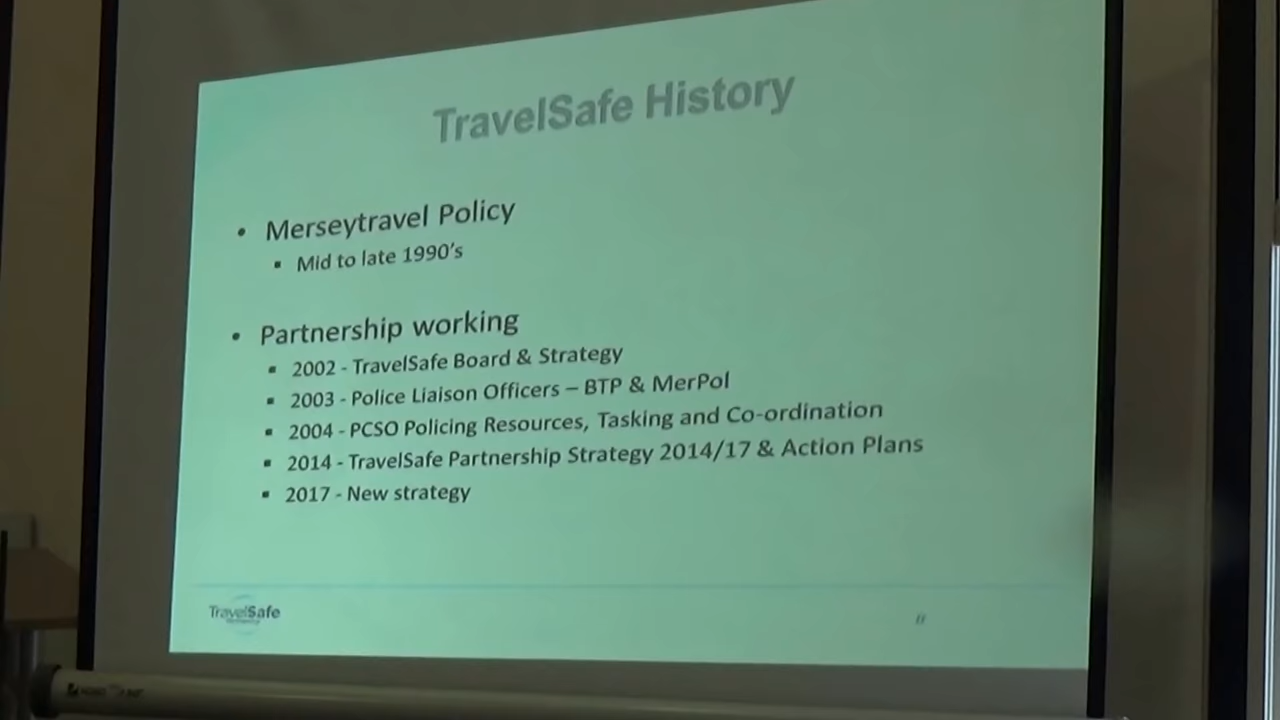 TravelSafe History
• Merseytravel Policy
▪ Mid to late 1990's
• Partnership working
▪ 2002 - TravelSafe Board & Strategy
▪ 2003 - Police Liaison Officers – BTP & MerPol
▪ 2004 - PCSO Policing Resources, Tasking and Co-ordination
▪ 2014 - TravelSafe Partnership Strategy 2014/17 & Action Plans
▪ 2017 - New strategy
TravelSafe